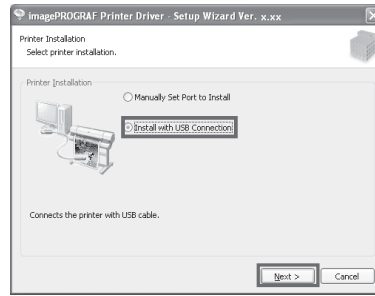 imagePROGRAF Printer Driver - Setup Wizard Ver. x.xx
Printer Installation
Select printer installation.
Printer Installation
Manually Set Port to Install
Install with USB Connection
Connects the printer with USB cable.
Next >
Cancel